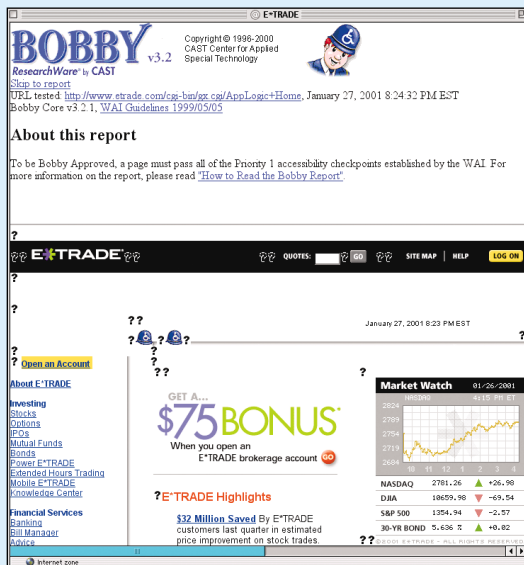 E*TRADE
BOBBY v3.2
ResearchWare™ by CAST
Copyright © 1996-2000
CAST Center for Applied
Special Technology
Skip to report
URL tested: http://www.etrade.com/cgi-bin/gx.cgi/AppLogic+Home, January 27, 2001 8:24:32 PM EST
Bobby Core v3.2.1, WAI Guidelines 1999/05/05
About this report
To be Bobby Approved, a page must pass all of the Priority 1 accessibility checkpoints established by the WAI. For
more information on the report, please read "How to Read the Bobby Report".
?
?? E*TRADE ?? ?? QUOTES: ? GO ?? SITE MAP | HELP LOG ON
?
?
??
January 27, 2001 8:23 PM EST
? ? ?
? ?
? Open an Account
?
??
?
About E*TRADE
Investing
Stocks
Options
IPOs
Mutual Funds
Bonds
Power E*TRADE
Extended Hours Trading
Mobile E*TRADE
Knowledge Center
Financial Services
Banking
Bill Manager
Advice
GET A...
$75 BONUS*
When you open an
E*TRADE brokerage account GO
? E*TRADE Highlights
$32 Million Saved By E*TRADE
customers last quarter in estimated
price improvement on stock trades.
Market Watch 01/26/2001
NASDAQ 4:15 PM ET
2824
2789
2754
2719
2684
10 11 12 1 2 3 4
NASDAQ 2781.26 +26.98
DJIA 10659.98 -69.54
S&P 500 1354.94 -2.57
30-YR BOND 5.636 % +0.02
?? ©2001 E*TRADE - ALL RIGHTS RESERVED
Internet zone